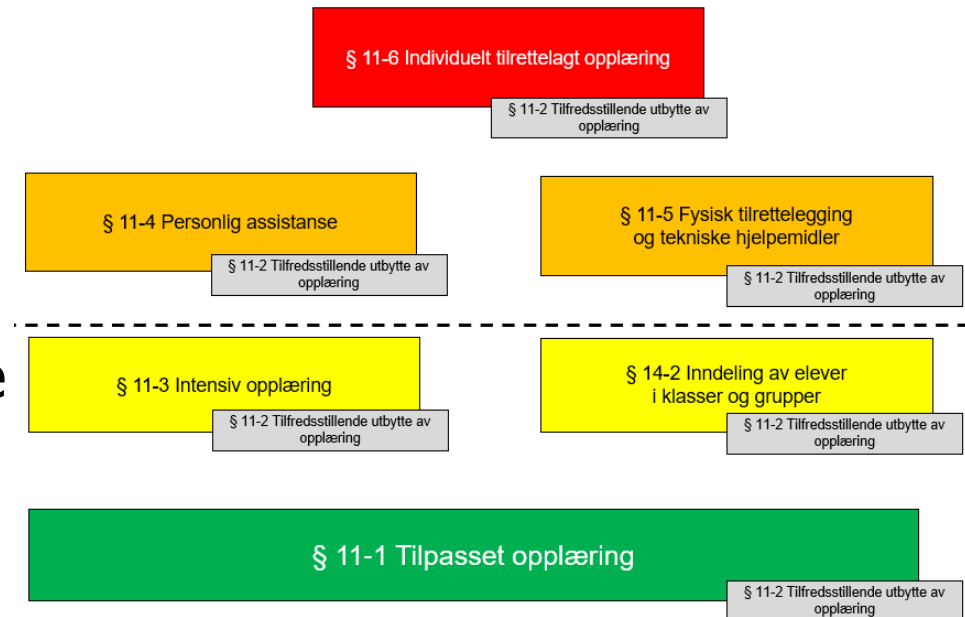 § 11-6 Individuelt tilrettelagt opplæring
§ 11-2 Tilfredsstillende utbytte av
opplæring
§ 11-4 Personlig assistanse
§ 11-2 Tilfredsstillende utbytte av
opplæring
§ 11-5 Fysisk tilrettelegging
og tekniske hjelpemidler
§ 11-2 Tilfredsstillende utbytte av
opplæring
e
§ 11-3 Intensiv opplæring
§ 11-2 Tilfredsstillende utbytte av
opplæring
§ 14-2 Inndeling av elever
i klasser og grupper
§ 11-2 Tilfredsstillende utbytte av
opplæring
§ 11-1 Tilpasset opplæring
§ 11-2 Tilfredsstillende utbytte av
opplæring